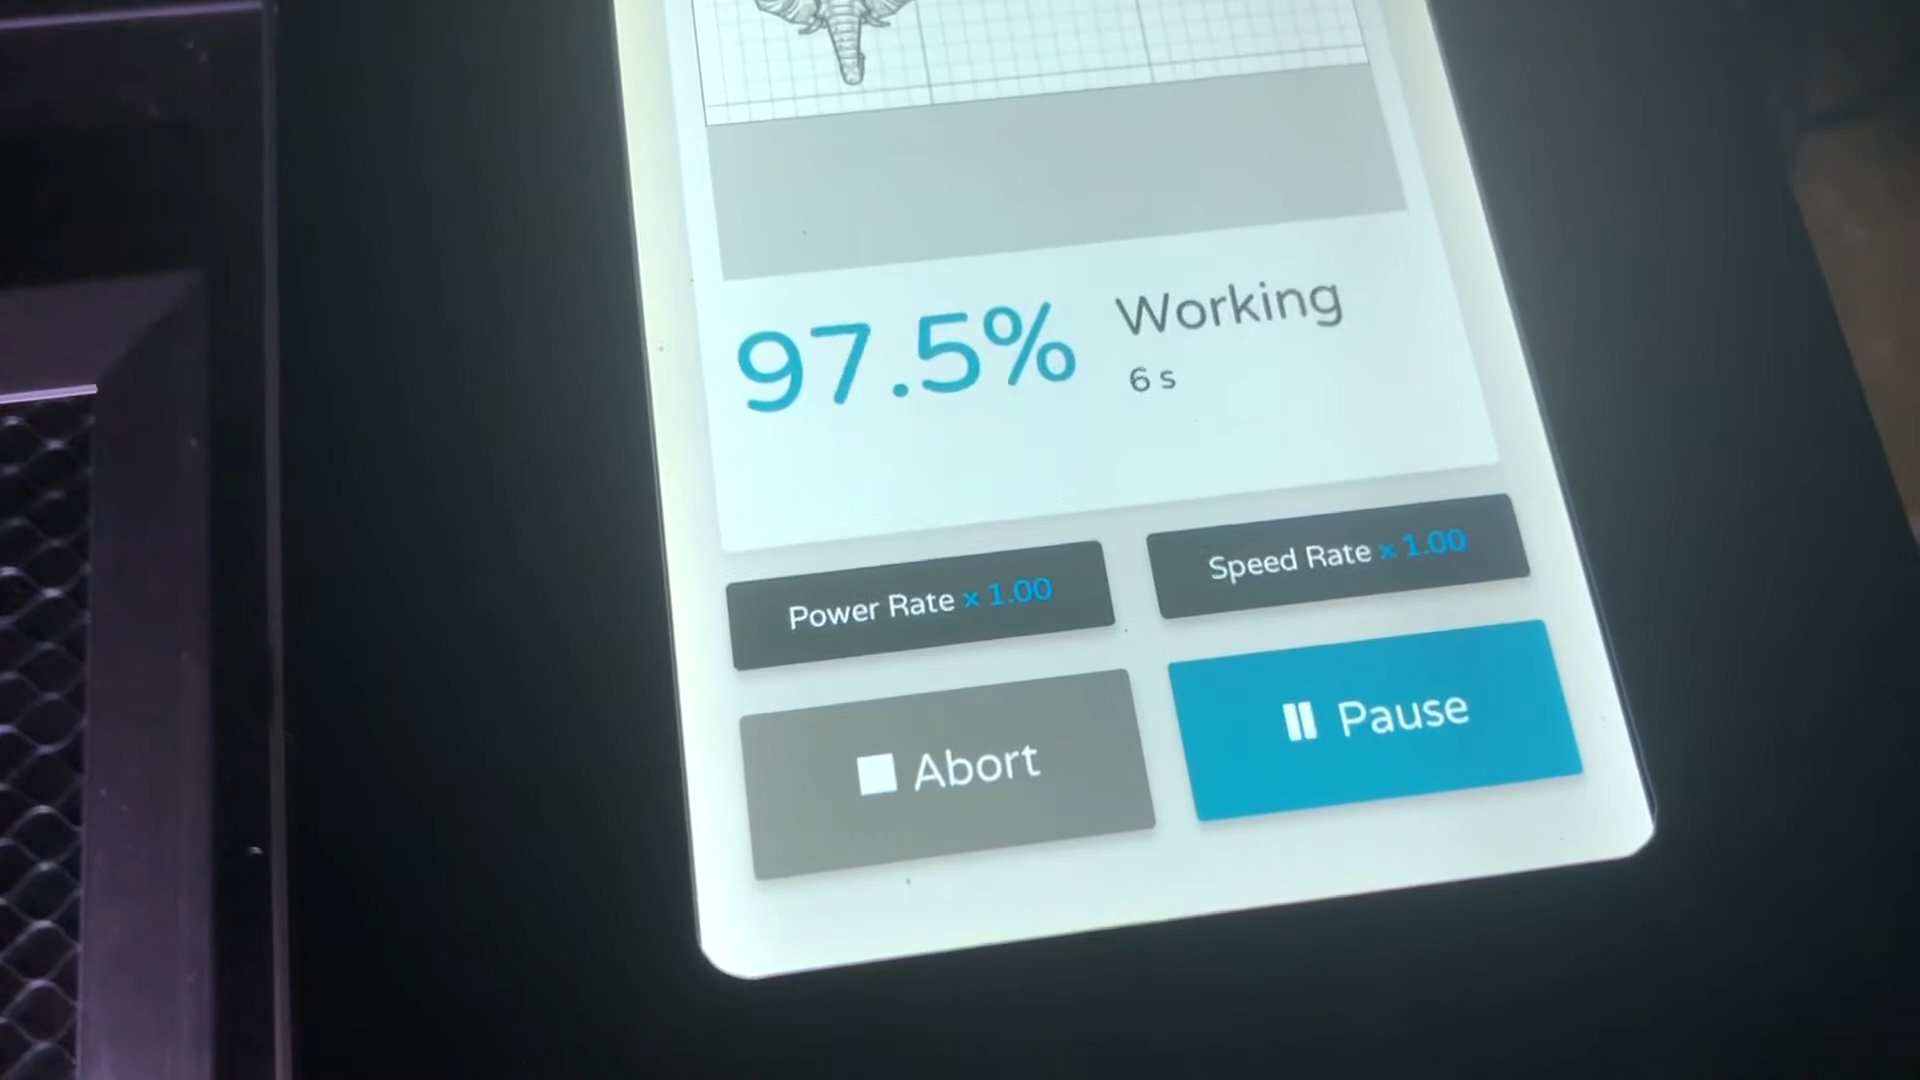 97.5%
Working
6 s
Power Rate x 1.00
Speed Rate x 1.00
Abort
Pause